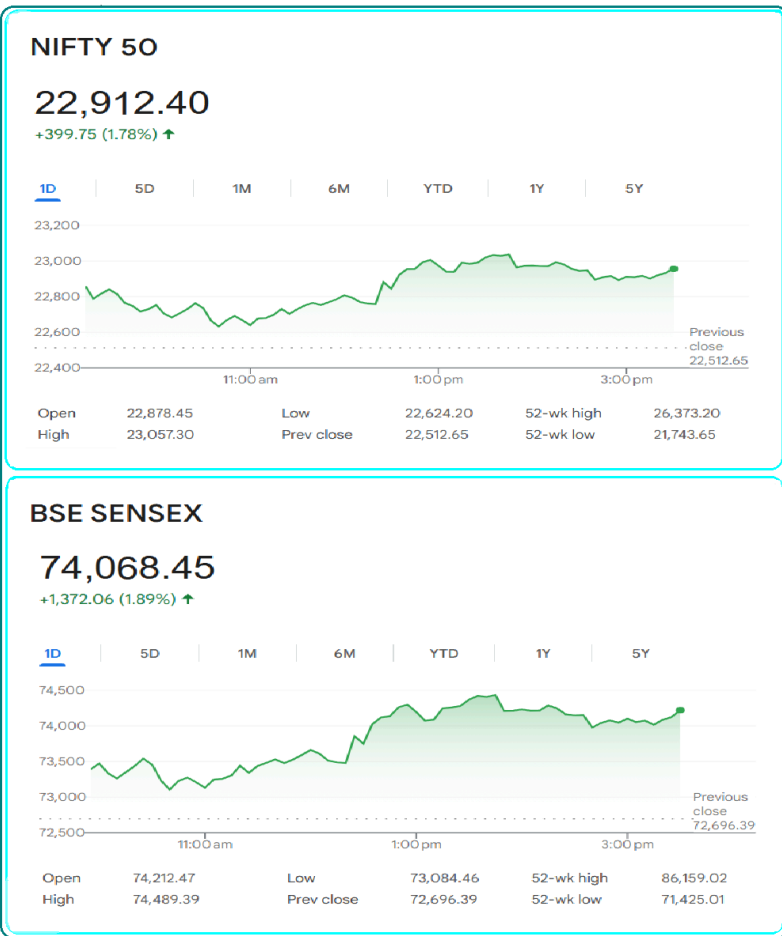 NIFTY 50
22,912.40
+399.75 (1.78%) ↑
1D 5D 1M 6M YTD 1Y 5Y
23,200
23,000
22,800
22,600
22,400
Previous
close
22,512.65
11:00 am 1:00 pm 3:00 pm
Open 22,878.45 Low 22,624.20 52-wk high 26,373.20
High 23,057.30 Prev close 22,512.65 52-wk low 21,743.65
BSE SENSEX
74,068.45
+1,372.06 (1.89%) ↑
1D 5D 1M 6M YTD 1Y 5Y
74,500
74,000
73,500
73,000
72,500
Previous
close
72,696.39
11:00 am 1:00 pm 3:00 pm
Open 74,212.47 Low 73,084.46 52-wk high 86,159.02
High 74,489.39 Prev close 72,696.39 52-wk low 71,425.01